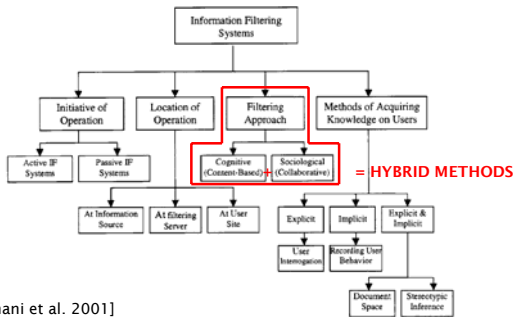 Information Filtering
Systems
Initiative of
Operation
Location of
Operation
Filtering
Approach
Methods of Acquiring
Knowledge on Users
Active IF
Systems
Passive IF
Systems
Cognitive
(Content-Based)
+
Sociological
(Collaborative)
= HYBRID METHODS
At Information
Source
At filtering
Server
At User
Site
Explicit
Implicit
Explicit &
Implicit
User
Interrogation
Recording User
Behavior
Document
Space
Stereotypic
Inference
et al. 2001]